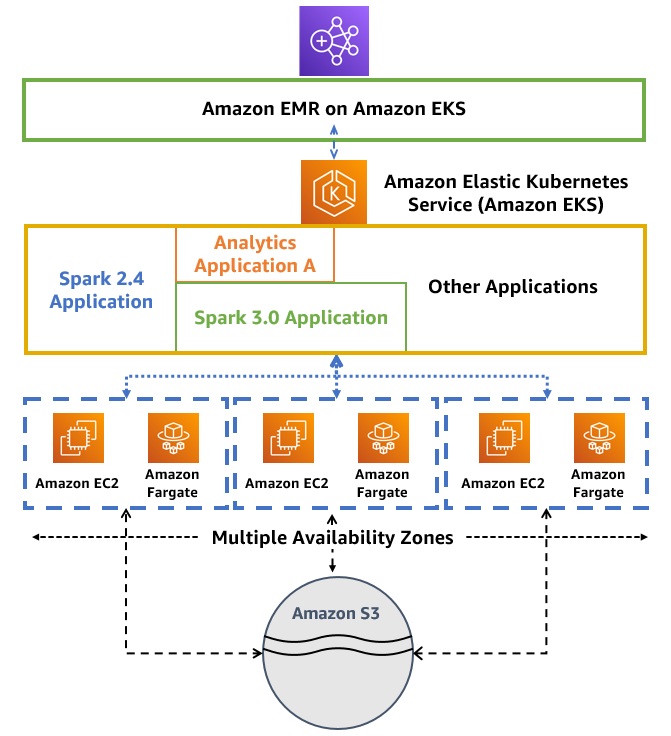 Amazon EMR on Amazon EKS
K
Amazon Elastic Kubernetes
Service (Amazon EKS)
Analytics
Application A
Spark 2.4
Application
Other Applications
Spark 3.0 Application
Amazon EC2
Amazon
Fargate
Amazon EC2
Amazon
Fargate
Amazon EC2
Amazon
Fargate
Multiple Availability Zones
Amazon S3